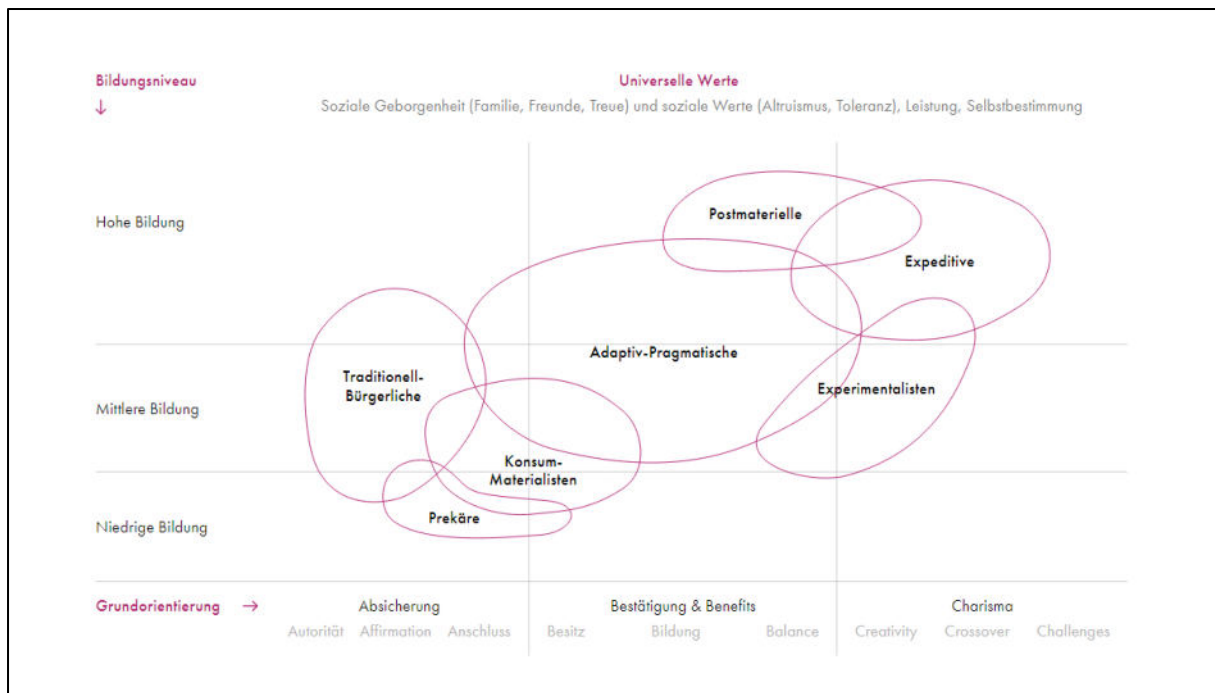 Bildungsniveau
↓
Universelle Werte
Soziale Geborgenheit (Familie, Freunde, Treue) und soziale Werte (Altruismus, Toleranz), Leistung, Selbstbestimmung
Hohe Bildung
Postmaterielle
Expeditive
Adaptiv-Pragmatische
Traditionell-
Bürgerliche
Experimentalisten
Mittlere Bildung
Konsum-
Materialisten
Prekäre
Niedrige Bildung
Grundorientierung → Absicherung Bestätigung & Benefits Charisma
Autorität Affirmation Anschluss Besitz Bildung Balance Creativity Crossover Challenges